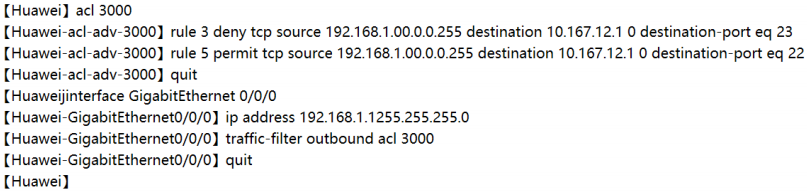 【Huawei】acl 3000
【Huawei-acl-adv-3000】rule 3 deny tcp source 192.168.1.00.0.0.255 destination 10.167.12.1 0 destination-port eq 23
【Huawei-acl-adv-3000】rule 5 permit tcp source 192.168.1.00.0.0.255 destination 10.167.12.1 0 destination-port eq 22
【Huawei-acl-adv-3000】quit
【Huaweijinterface GigabitEthernet 0/0/0
【Huawei-GigabitEthernet0/0/0】ip address 192.168.1.1255.255.255.0
【Huawei-GigabitEthernet0/0/0】traffic-filter outbound acl 3000
【Huawei-GigabitEthernet0/0/0】quit
【Huawei】